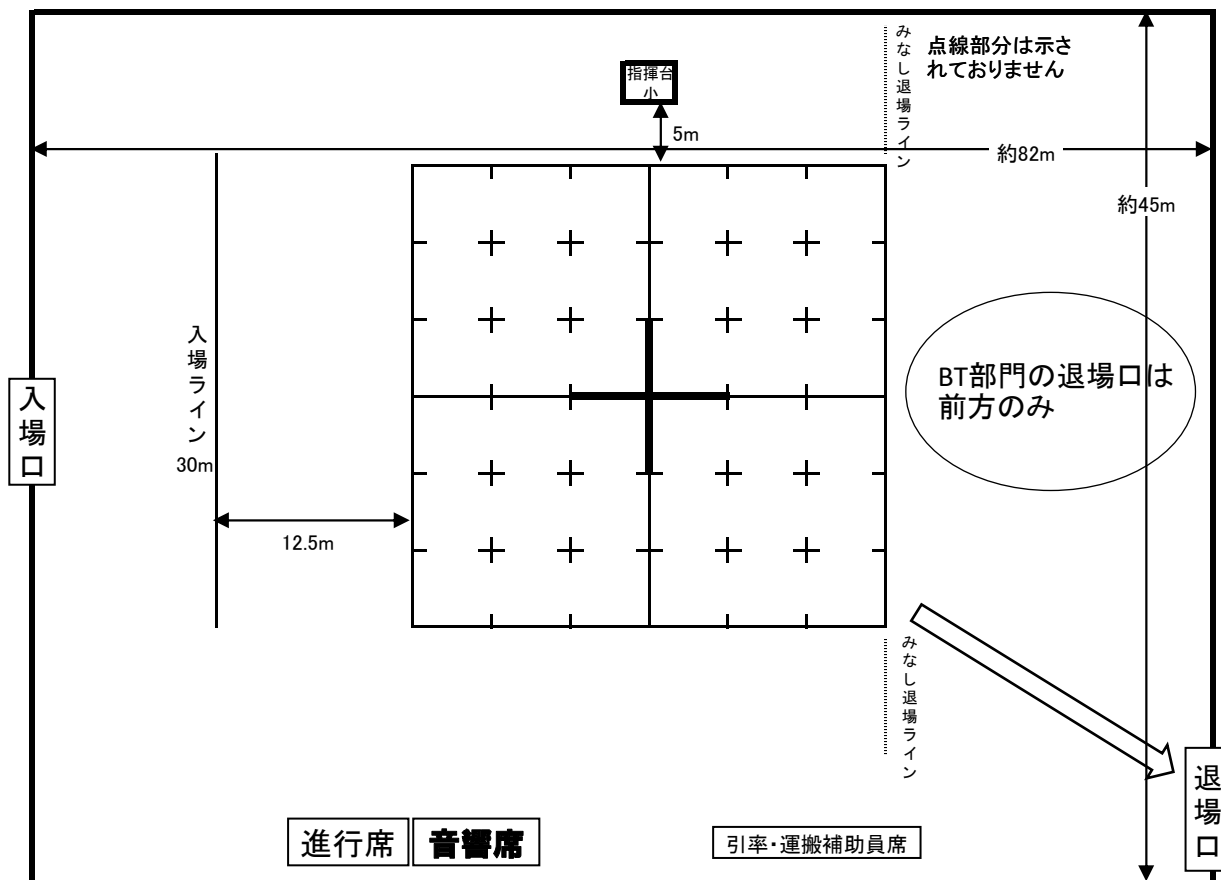 指揮台
小
5m
みなし退場ライン
点線部分は示さ
れておりません
約82m
約45m
入場ライン
30m
入場口
12.5m
BT部門の退場口は
前方のみ
みなし退場ライン
退場口
進行席
音響席
引率・運搬補助員席